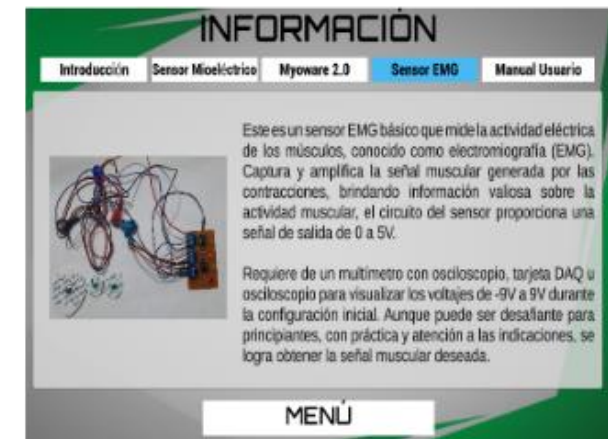 INFORMACIÓN
Introducción Sensor Mioeléctrico Myoware 2.0 Sensor EMG Manual Usuario
Este es un sensor EMG básico que mide la actividad eléctrica
de los músculos, conocido como electromiografía (EMG).
Captura y amplifica la señal muscular generada por las
contracciones, brindando información valiosa sobre la
actividad muscular, el circuito del sensor proporciona una
señal de salida de 0 a 5V.
Requiere de un multímetro con osciloscopio, tarjeta DAQ u
osciloscopio para visualizar los voltajes de -9V a 9V durante
la configuración inicial. Aunque puede ser desafiante para
principiantes, con práctica y atención a las indicaciones, se
logra obtener la señal muscular deseada.
MENÚ